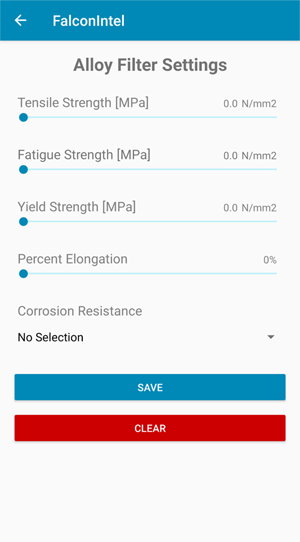 FalconIntel
Alloy Filter Settings
Tensile Strength [MPa] 0.0 N/mm2
Fatigue Strength [MPa] 0.0 N/mm2
Yield Strength [MPa] 0.0 N/mm2
Percent Elongation 0%
Corrosion Resistance
No Selection
SAVE
CLEAR